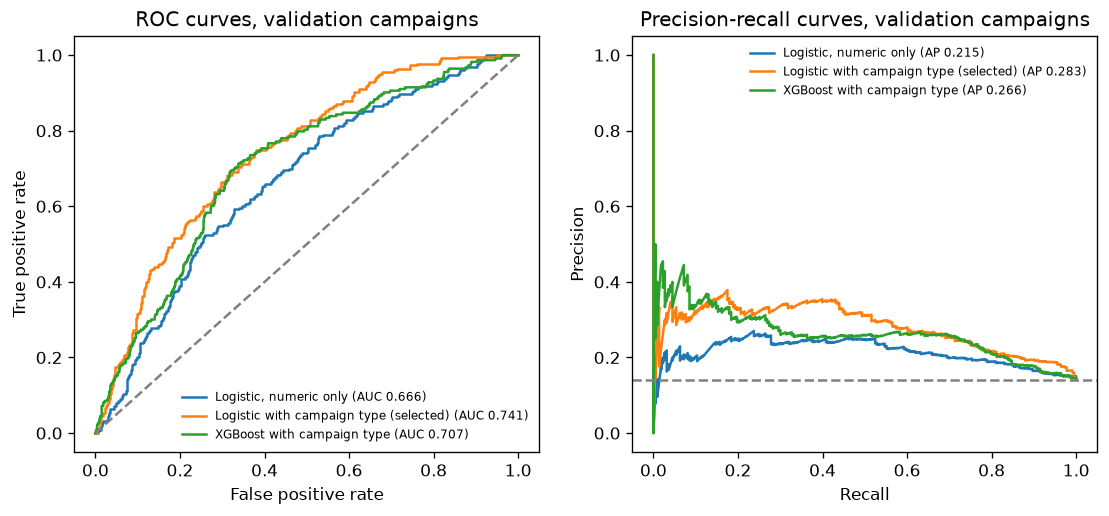 ROC curves, validation campaigns
1.0
0.8
0.6
0.4
0.2
0.0
True positive rate
Logistic, numeric only (AUC 0.666)
Logistic with campaign type (selected) (AUC 0.741)
XGBoost with campaign type (AUC 0.707)
0.0 0.2 0.4 0.6 0.8 1.0
False positive rate
Precision-recall curves, validation campaigns
Logistic, numeric only (AP 0.215)
Logistic with campaign type (selected) (AP 0.283)
XGBoost with campaign type (AP 0.266)
1.0
0.8
0.6
0.4
0.2
0.0
Precision
0.0 0.2 0.4 0.6 0.8 1.0
Recall